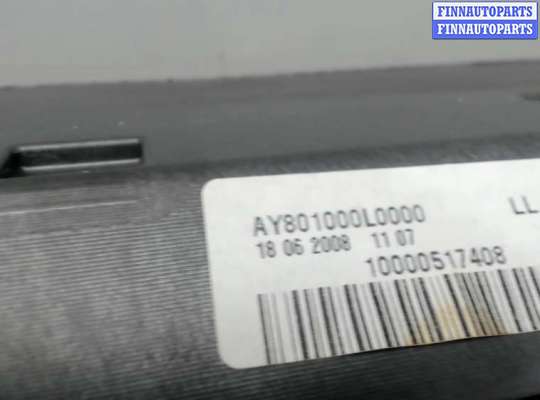 FINNAUTOPARTS
FINNAUTOPARTS
AY801000L0000 LL
18 06 2008 11 07
10000517408